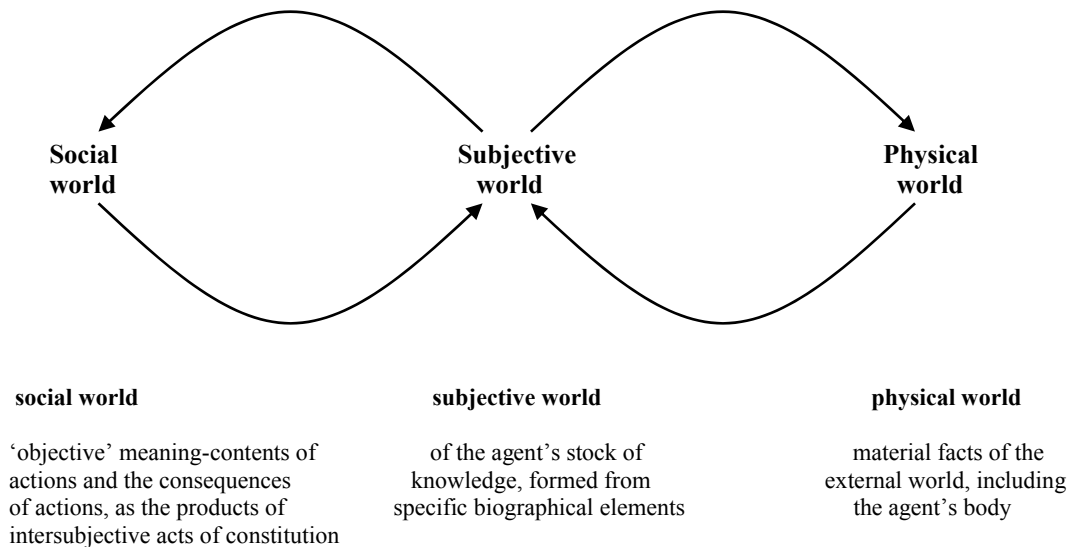 Social
world
Subjective
world
Physical
world
social world
‘objective’ meaning-contents of
actions and the consequences
of actions, as the products of
intersubjective acts of constitution
subjective world
of the agent’s stock of
knowledge, formed from
specific biographical elements
physical world
material facts of the
external world, including
the agent’s body